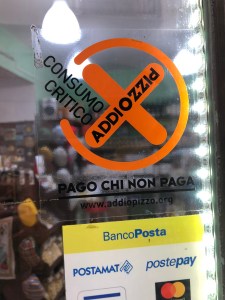 CONSUMO
CRITICO
ADDIOPIZZO
PAGO CHI NON PAGA
www.addiopizzo.org
BancoPosta
POSTAMAT
postepay